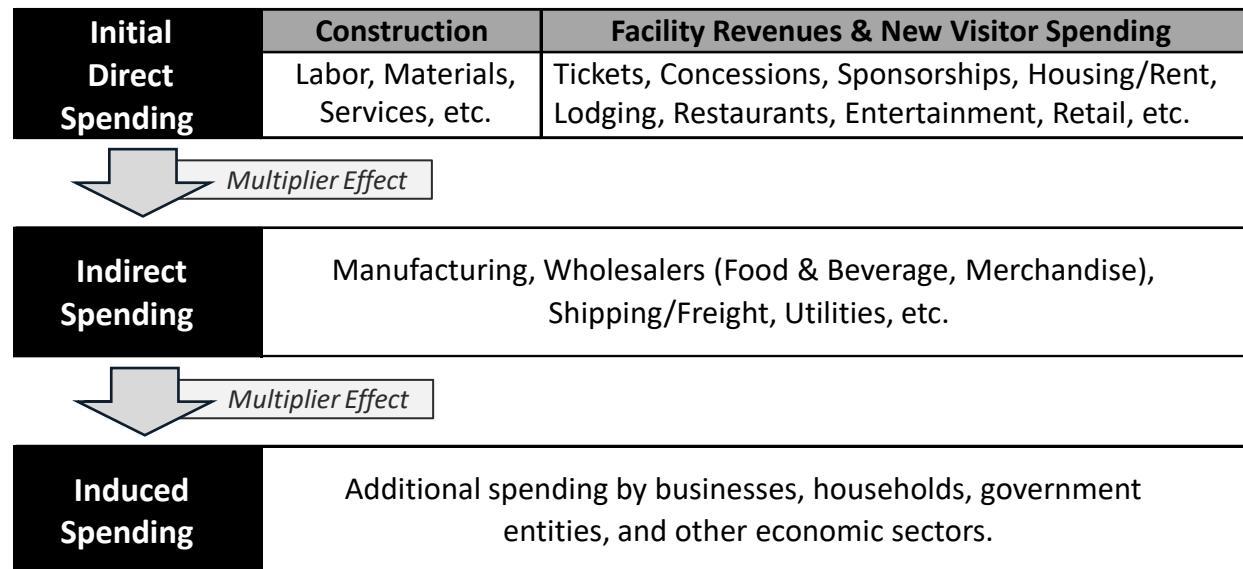 Initial
Direct
Spending
Construction
Facility Revenues & New Visitor Spending
Labor, Materials,
Services, etc.
Tickets, Concessions, Sponsorships, Housing/Rent,
Lodging, Restaurants, Entertainment, Retail, etc.
Multiplier Effect
Indirect
Spending
Manufacturing, Wholesalers (Food & Beverage, Merchandise),
Shipping/Freight, Utilities, etc.
Multiplier Effect
Induced
Spending
Additional spending by businesses, households, government
entities, and other economic sectors.